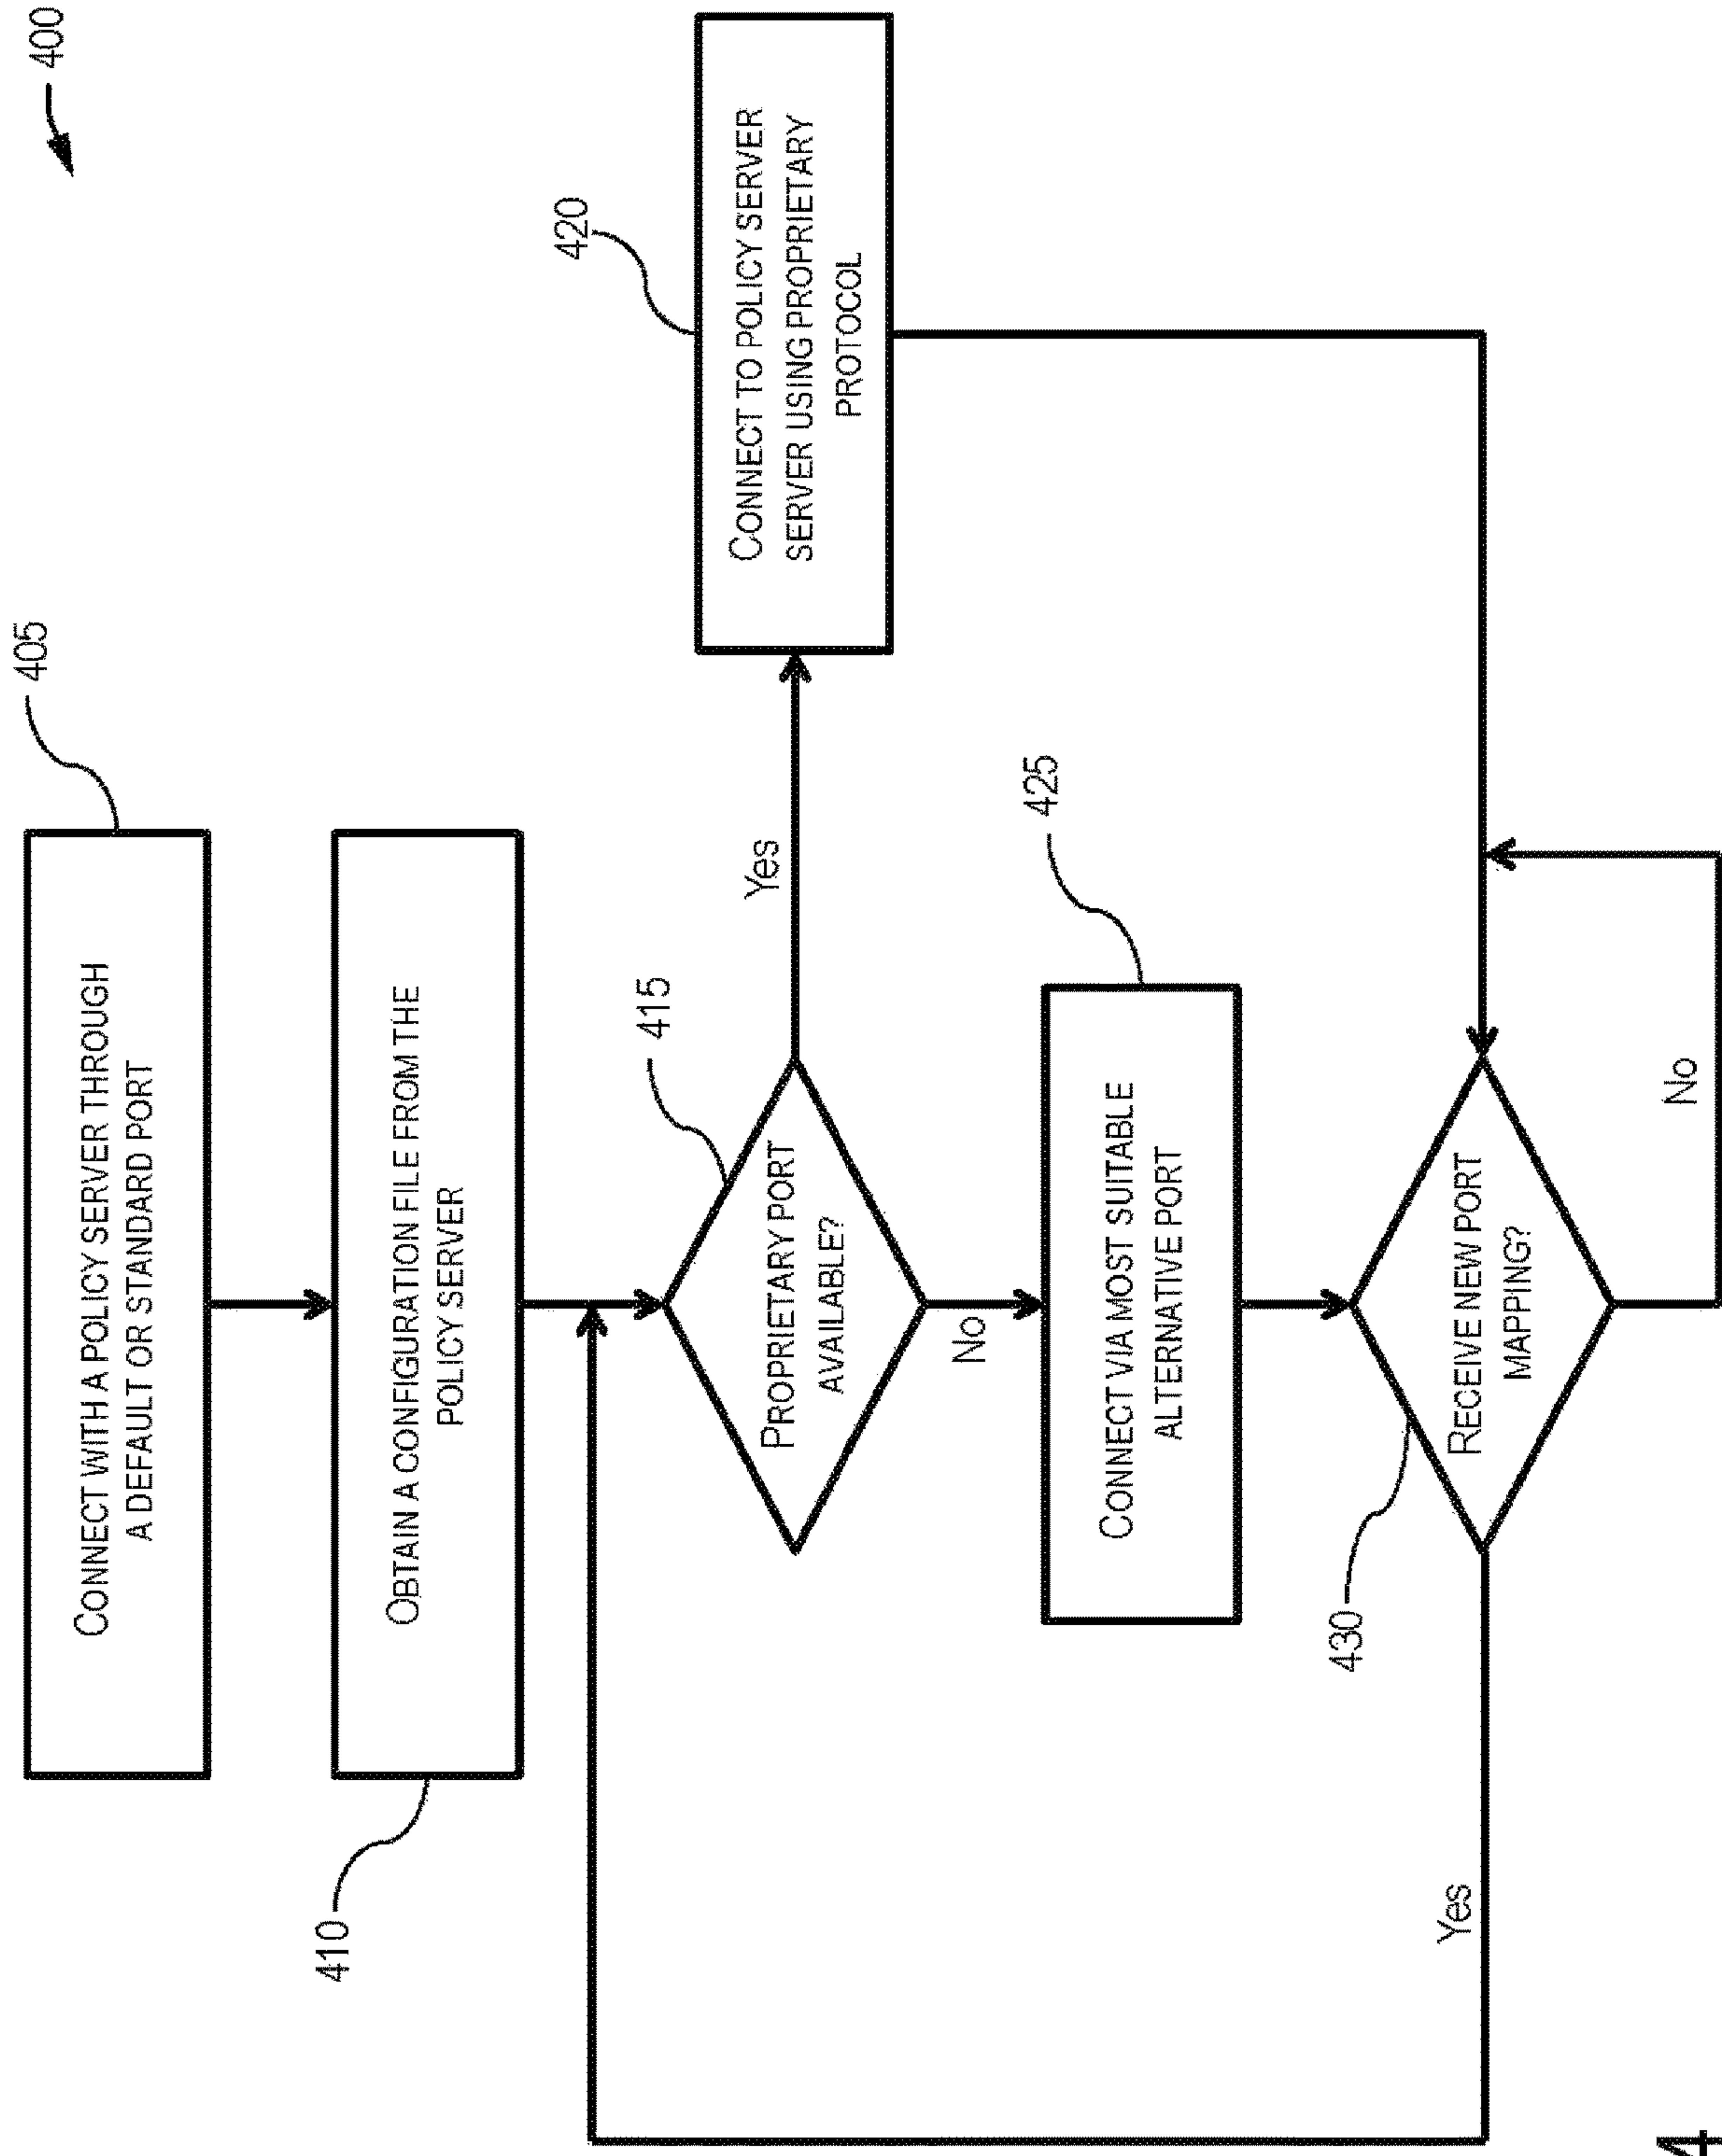 400
405
CONNECT WITH A POLICY SERVER THROUGH
A DEFAULT OR STANDARD PORT
OBTAIN A CONFIGURATION FILE FROM THE
POLICY SERVER
410
415
PROPRIETARY PORT
AVAILABLE?
Yes
420
CONNECT TO POLICY SERVER
SERVER USING PROPRIETARY
PROTOCOL
No
425
CONNECT VIA MOST SUITABLE
ALTERNATIVE PORT
430
RECEIVE NEW PORT
MAPPING?
Yes
No
4